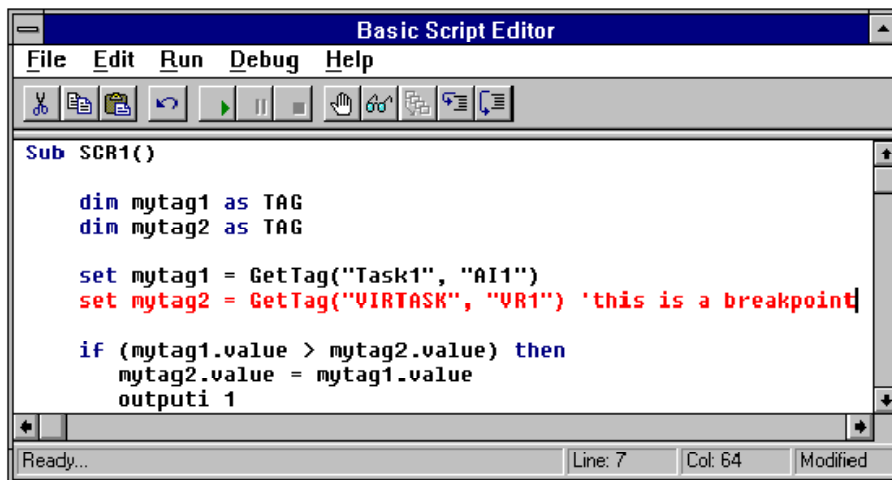 Basic Script Editor
File Edit Run Debug Help
Sub SCR1()
dim mytag1 as TAG
dim mytag2 as TAG
set mytag1 = GetTag("Task1", "AI1")
set mytag2 = GetTag("VIRTASK", "VR1") 'this is a breakpoint
if (mytag1.value > mytag2.value) then
mytag2.value = mytag1.value
outputi 1
Ready... Line: 7 Col: 64 Modified